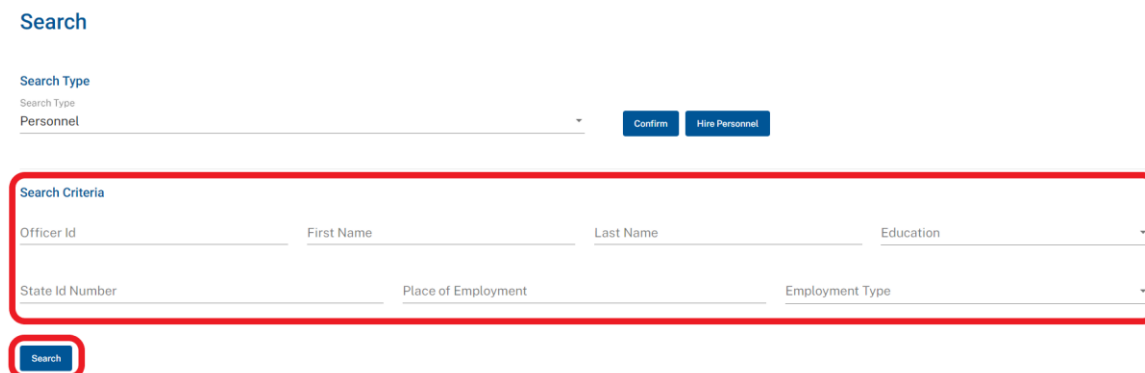 Search
Search Type
Search Type
Personnel
Confirm Hire Personnel
Search Criteria
Officer Id First Name Last Name Education
State Id Number Place of Employment Employment Type
Search